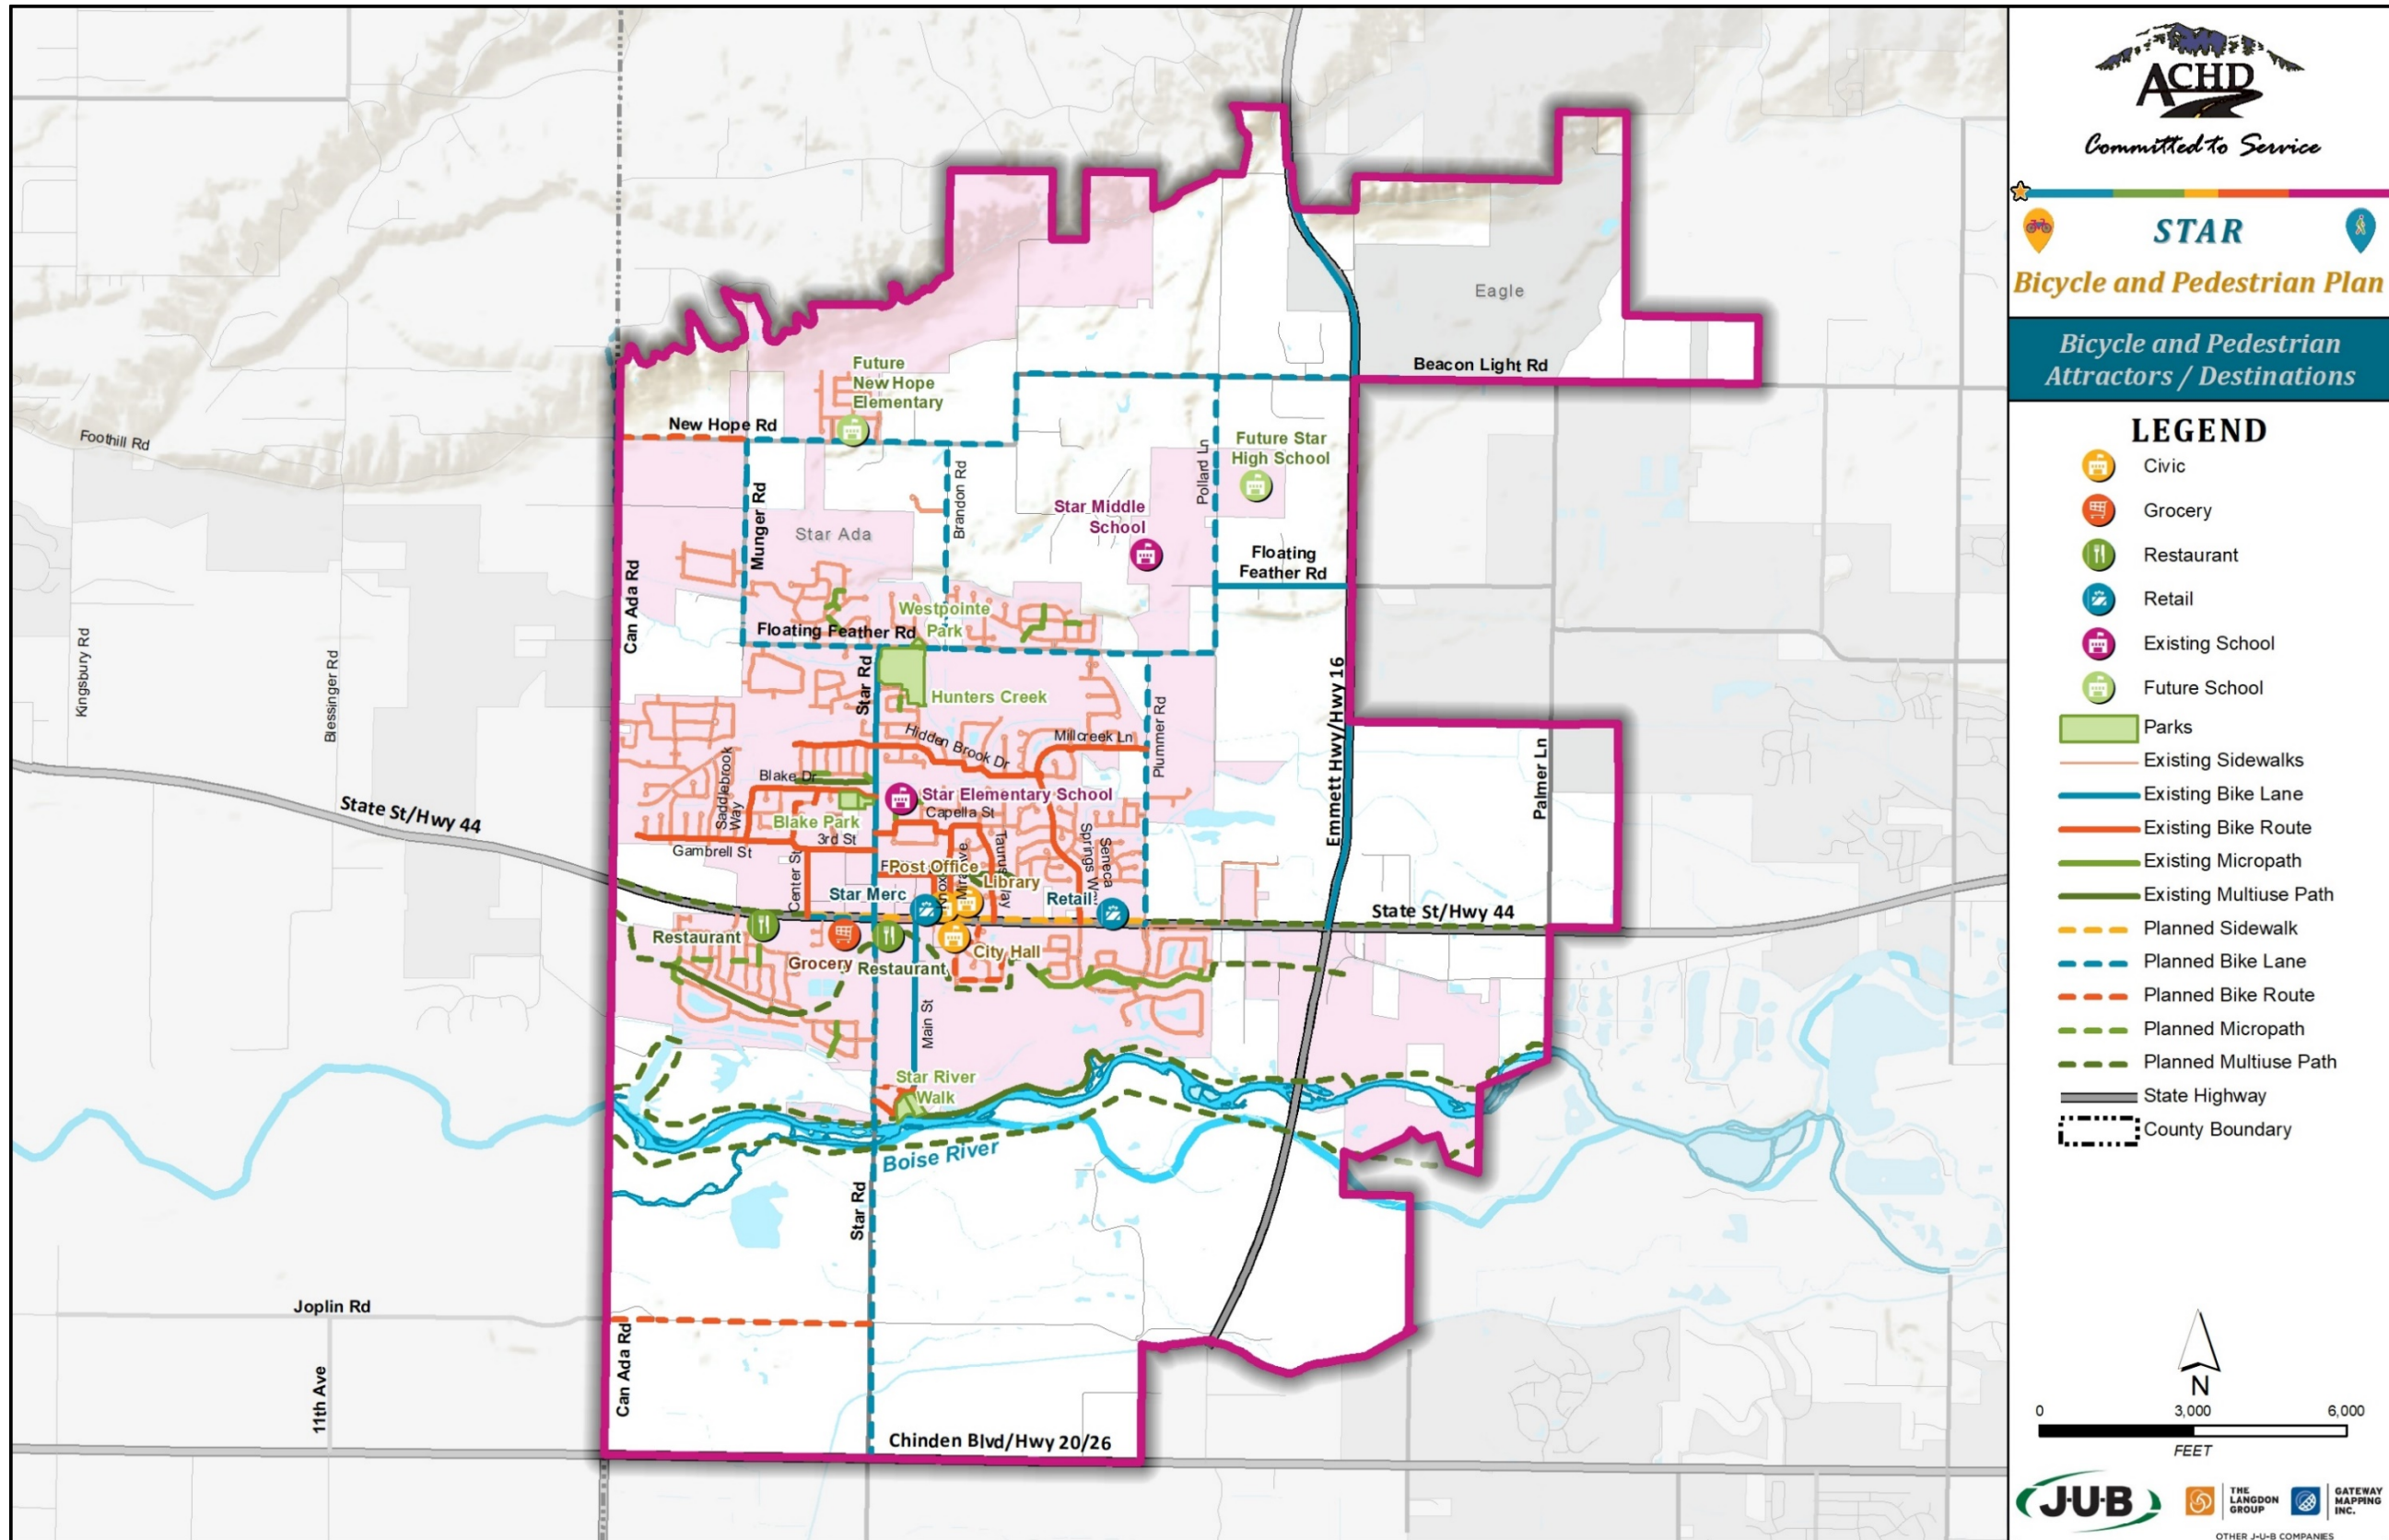 ACHD
Committed to Service
STAR
Bicycle and Pedestrian Plan
Bicycle and Pedestrian
Attractors / Destinations
LEGEND
Civic
Grocery
Restaurant
Retail
Existing School
Future School
Parks
Existing Sidewalks
Existing Bike Lane
Existing Bike Route
Existing Micropath
Existing Multiuse Path
Planned Sidewalk
Planned Bike Lane
Planned Bike Route
Planned Micropath
Planned Multiuse Path
State Highway
County Boundary
N
0 3,000 6,000
FEET
J·U·B
THE
LANGDON
GROUP
GATEWAY
MAPPING
INC.
OTHER J-U-B COMPANIES
Eagle
Beacon Light Rd
Future
New Hope
Elementary
New Hope Rd
Foothill Rd
Future Star
High School
Pollard Ln
Brandon Rd
Munger Rd
Star Middle
School
Star Ada
Floating
Feather Rd
Can Ada Rd
Westpointe
Park
Floating Feather Rd
Kingsbury Rd
Blessinger Rd
Star Rd
Hunters Creek
Emmett Hwy/Hwy 16
Plummer Rd
Hidden Brook Dr
Millcreek Ln
Palmer Ln
Saddlebrook
Way
Blake Dr
Star Elementary School
Capella St
Blake Park
3rd St
State St/Hwy 44
Gambrell St
Center St
Post Office
Library
Seneca
Star Merc
Retail
State St/Hwy 44
Restaurant
Grocery
Restaurant
City Hall
Main St
Star River
Walk
Boise River
Star Rd
Joplin Rd
11th Ave
Can Ada Rd
Chinden Blvd/Hwy 20/26